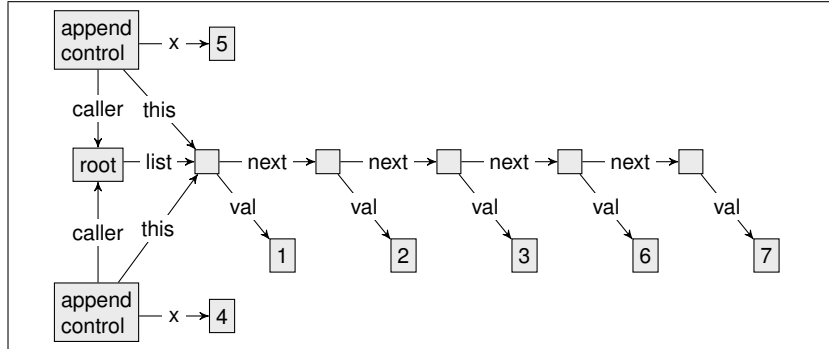 append
control
x
5
caller
this
root
list
next
next
next
next
val
val
val
val
val
caller
this
1
2
3
6
7
append
control
x
4